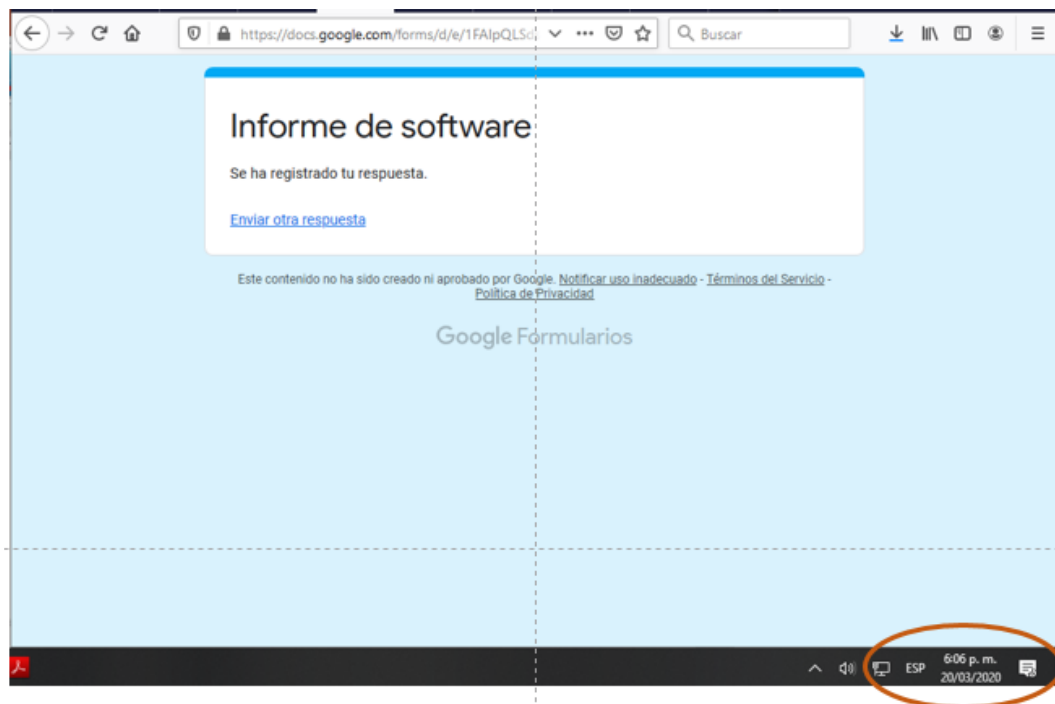 https://docs.google.com/forms/d/e/1FAIpQLSd
Buscar
Informe de software
Se ha registrado tu respuesta.
Enviar otra respuesta
Este contenido no ha sido creado ni aprobado por Google. Notificar uso inadecuado - Términos del Servicio -
Política de Privacidad
Google Formularios
ESP
6:06 p. m.
20/03/2020